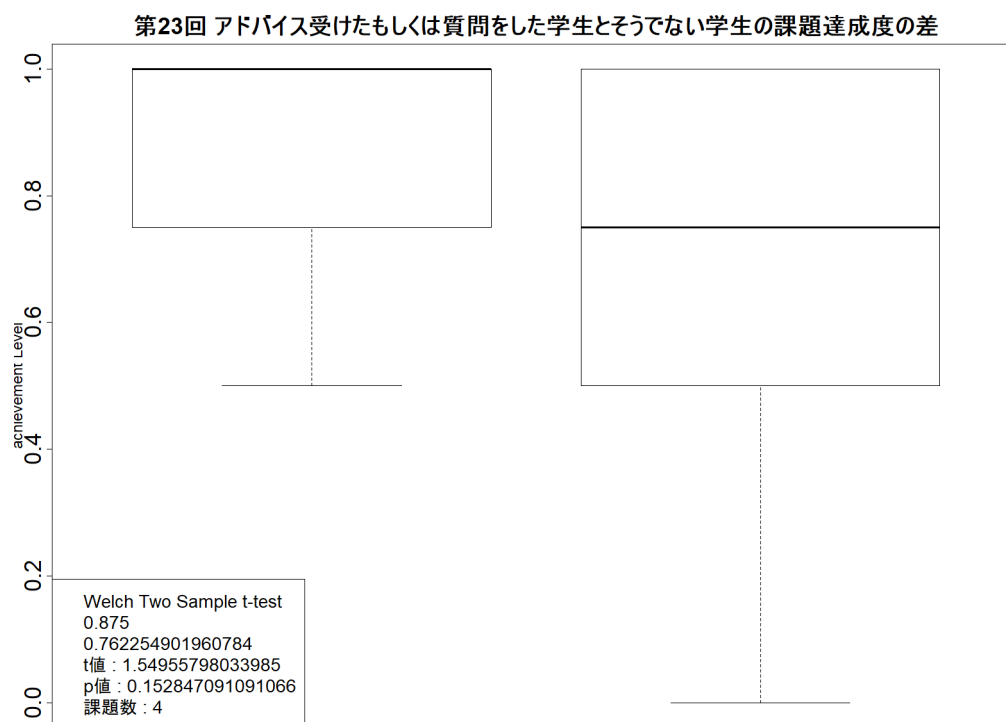 第23回 アドバイス受けたもしくは質問をした学生とそうでない学生の課題達成度の差
1.0
0.8
0.6
0.4
0.2
0.0
achievement Level
Welch Two Sample t-test
0.875
0.762254901960784
t値 : 1.54955798033985
p値 : 0.152847091091066
課題数 : 4